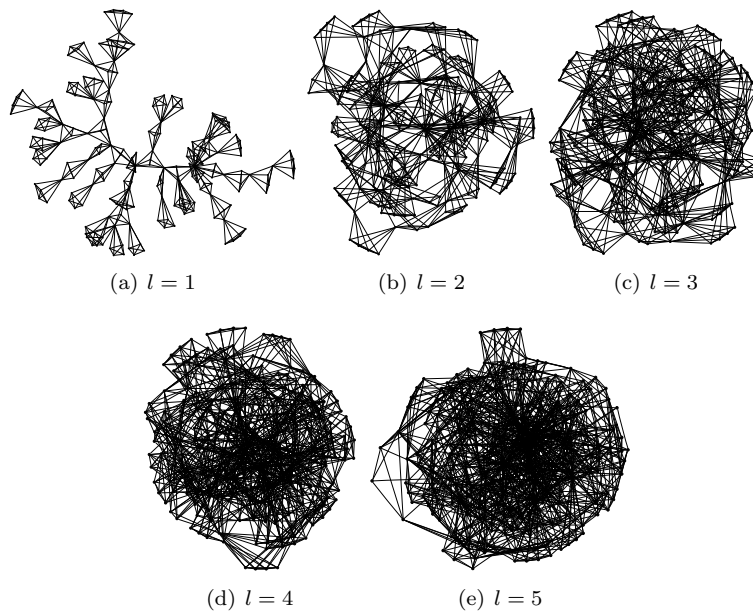 (a) l = 1
(b) l = 2
(c) l = 3
(d) l = 4
(e) l = 5